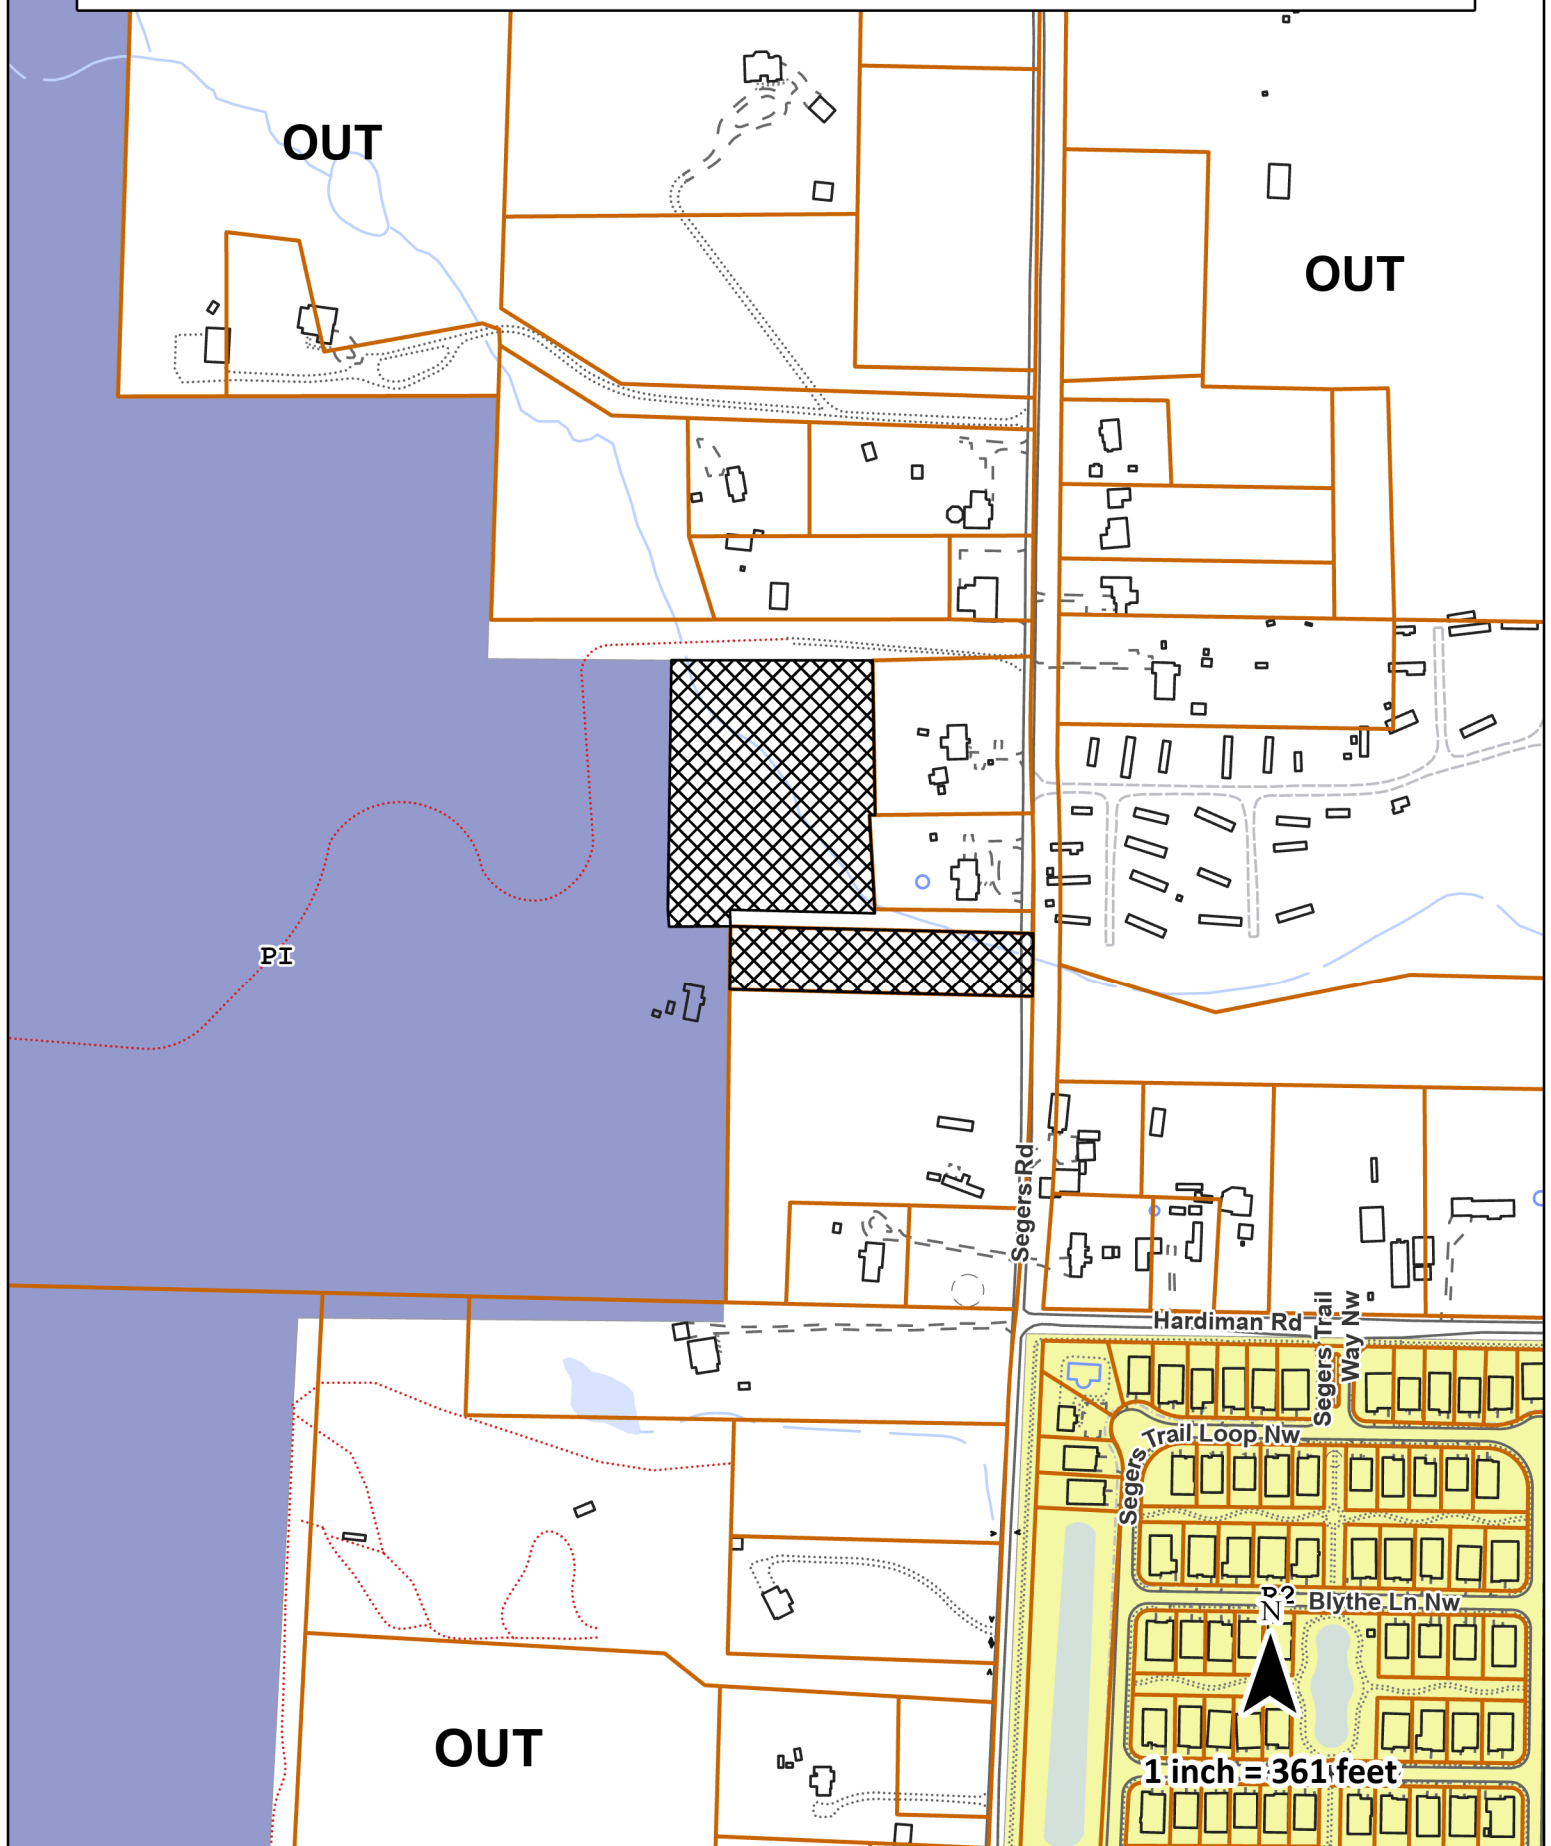 OUT
OUT
PI
Segers Rd
Hardiman Rd
Segers Trail
Way Nw
Segers
Trail Loop Nw
N
Blythe Ln Nw
1 inch = 361 feet
OUT